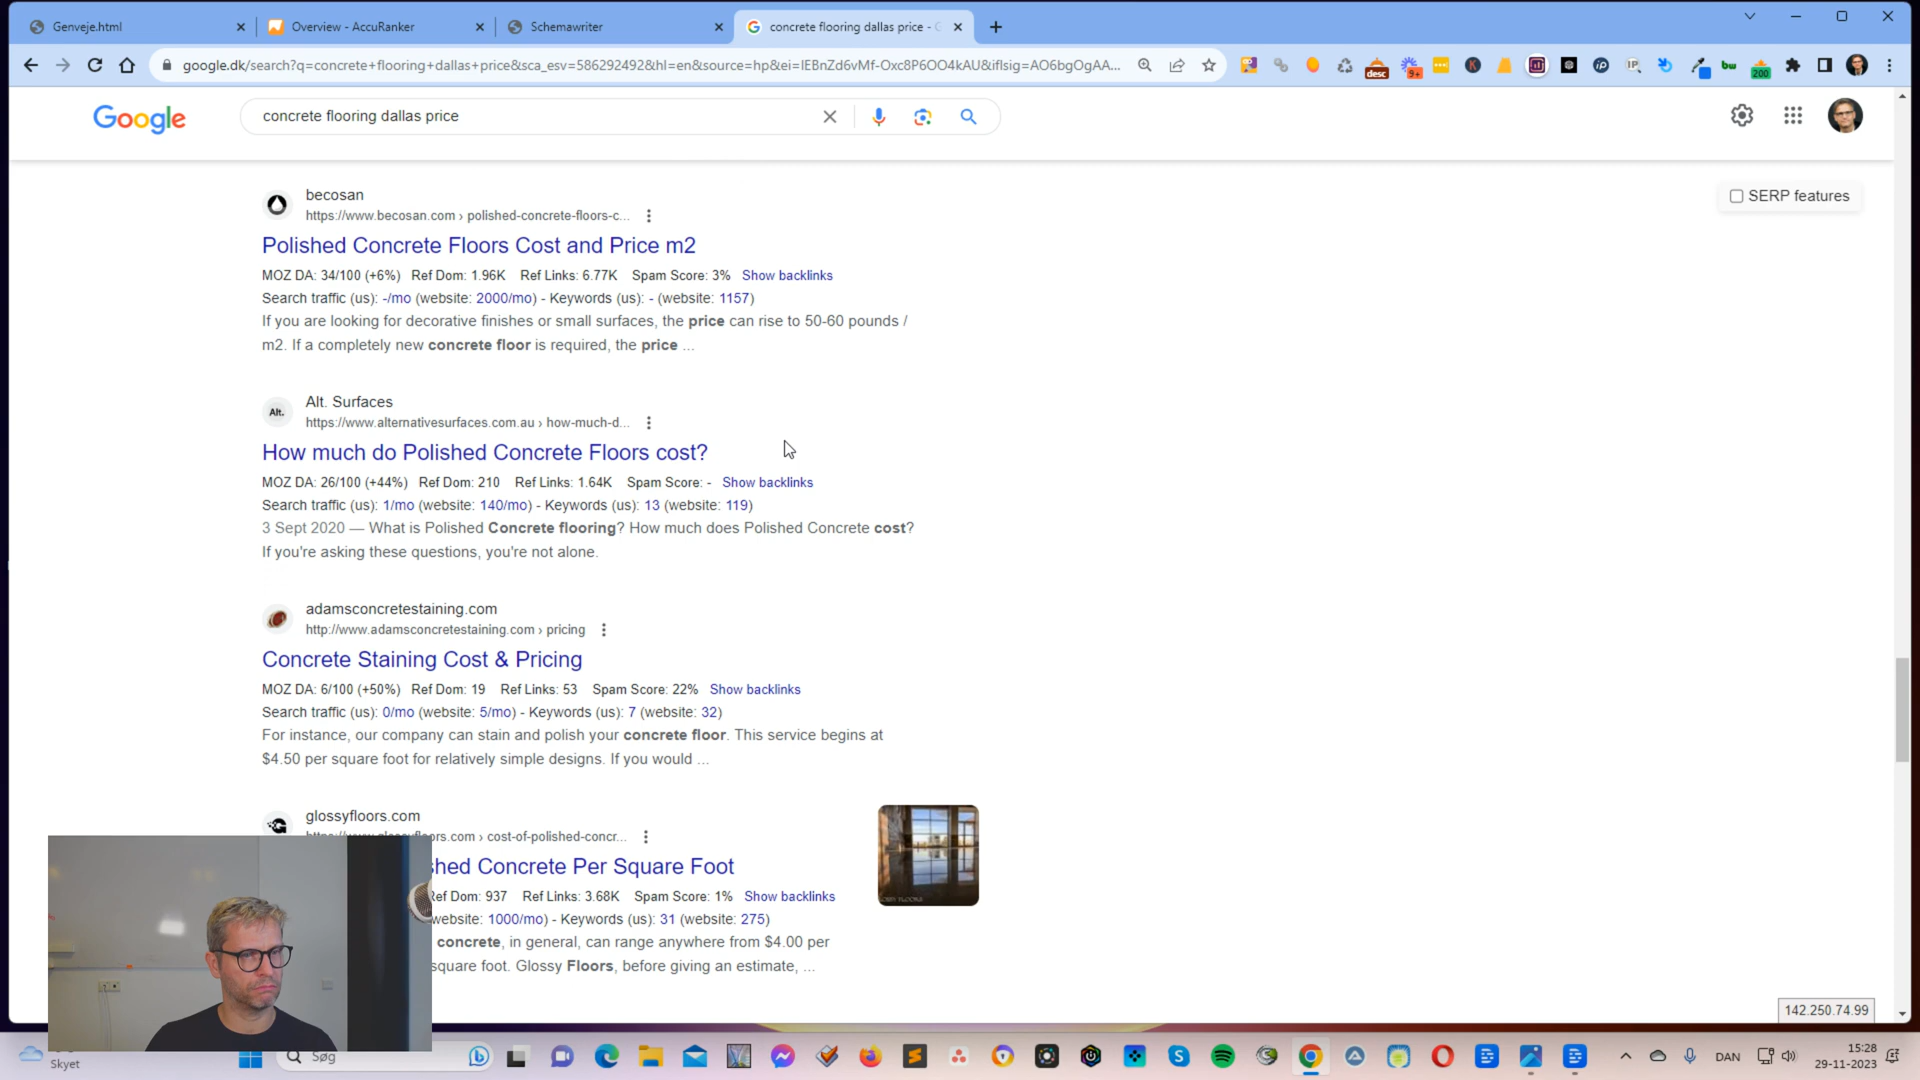 Genveje.html
Overview - AccuRanker
Schemawriter
concrete flooring dallas price -
google.dk/search?q=concrete+flooring+dallas+price&sca_esv=586292492&hl=en&source=hp&ei=IEBnZd6vMf-Oxc8P6OO4kAU&iflsig=AO6bgOgAA...
desc
9+
bw
200
Google
concrete flooring dallas price
SERP features
becosan
https://www.becosan.com › polished-concrete-floors-c...
Polished Concrete Floors Cost and Price m2
MOZ DA: 34/100 (+6%) Ref Dom: 1.96K Ref Links: 6.77K Spam Score: 3% Show backlinks
Search traffic (us): -/mo (website: 2000/mo) - Keywords (us): - (website: 1157)
If you are looking for decorative finishes or small surfaces, the price can rise to 50-60 pounds /
m2. If a completely new concrete floor is required, the price ...
Alt.
Alt. Surfaces
https://www.alternativesurfaces.com.au › how-much-d...
How much do Polished Concrete Floors cost?
MOZ DA: 26/100 (+44%) Ref Dom: 210 Ref Links: 1.64K Spam Score: - Show backlinks
Search traffic (us): 1/mo (website: 140/mo) - Keywords (us): 13 (website: 119)
3 Sept 2020 — What is Polished Concrete flooring? How much does Polished Concrete cost?
If you're asking these questions, you're not alone.
adamsconcretestaining.com
http://www.adamsconcretestaining.com › pricing
Concrete Staining Cost & Pricing
MOZ DA: 6/100 (+50%) Ref Dom: 19 Ref Links: 53 Spam Score: 22% Show backlinks
Search traffic (us): 0/mo (website: 5/mo) - Keywords (us): 7 (website: 32)
For instance, our company can stain and polish your concrete floor. This service begins at
$4.50 per square foot for relatively simple designs. If you would ...
glossyfloors.com
ors.com › cost-of-polished-concr...
shed Concrete Per Square Foot
Ref Dom: 937 Ref Links: 3.68K Spam Score: 1% Show backlinks
website: 1000/mo) - Keywords (us): 31 (website: 275)
concrete, in general, can range anywhere from $4.00 per
square foot. Glossy Floors, before giving an estimate, ...
142.250.74.99
Skyet
Søg
DAN
15:28
29-11-2023